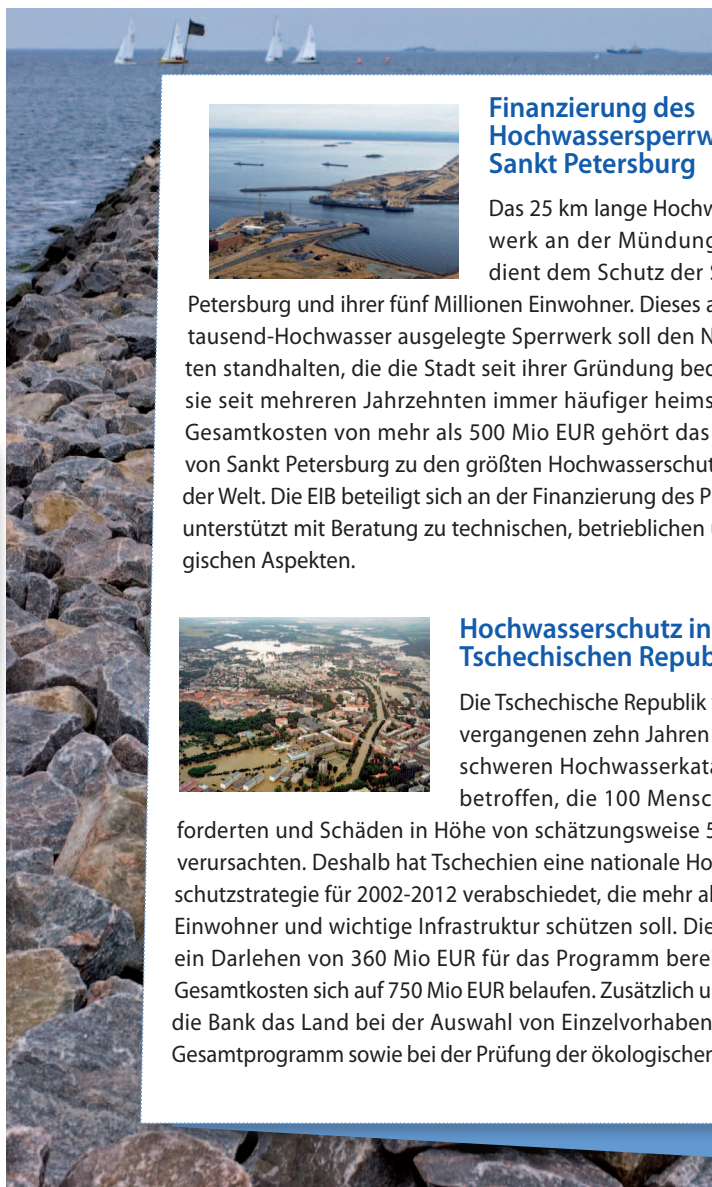 Finanzierung des
Hochwassersperrw
Sankt Petersburg
Das 25 km lange Hochw
werk an der Mündung
dient dem Schutz der S
Petersburg und ihrer fünf Millionen Einwohner. Dieses a
tausend-Hochwasser ausgelegte Sperrwerk soll den N
ten standhalten, die die Stadt seit ihrer Gründung bed
sie seit mehreren Jahrzehnten immer häufiger heims
Gesamtkosten von mehr als 500 Mio EUR gehört das
von Sankt Petersburg zu den größten Hochwasserschut
der Welt. Die EIB beteiligt sich an der Finanzierung des P
unterstützt mit Beratung zu technischen, betrieblichen
gischen Aspekten.
Hochwasserschutz in
Tschechischen Repub
Die Tschechische Republik
vergangenen zehn Jahren
schweren Hochwasserkata
betroffen, die 100 Mensc
forderten und Schäden in Höhe von schätzungsweise 5
verursachten. Deshalb hat Tschechien eine nationale Ho
schutzstrategie für 2002-2012 verabschiedet, die mehr al
Einwohner und wichtige Infrastruktur schützen soll. Die
ein Darlehen von 360 Mio EUR für das Programm berei
Gesamtkosten sich auf 750 Mio EUR belaufen. Zusätzlich u
die Bank das Land bei der Auswahl von Einzelvorhaben
Gesamtprogramm sowie bei der Prüfung der ökologischen